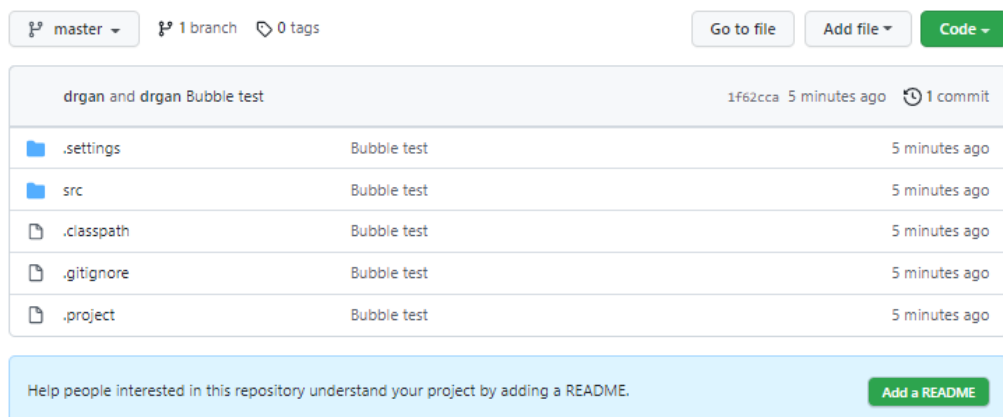 master 1 branch 0 tags Go to file Add file Code
drgan and drgan Bubble test 1f62cca 5 minutes ago 1 commit
.settings Bubble test 5 minutes ago
src Bubble test 5 minutes ago
.classpath Bubble test 5 minutes ago
.gitignore Bubble test 5 minutes ago
.project Bubble test 5 minutes ago
Help people interested in this repository understand your project by adding a README. Add a README